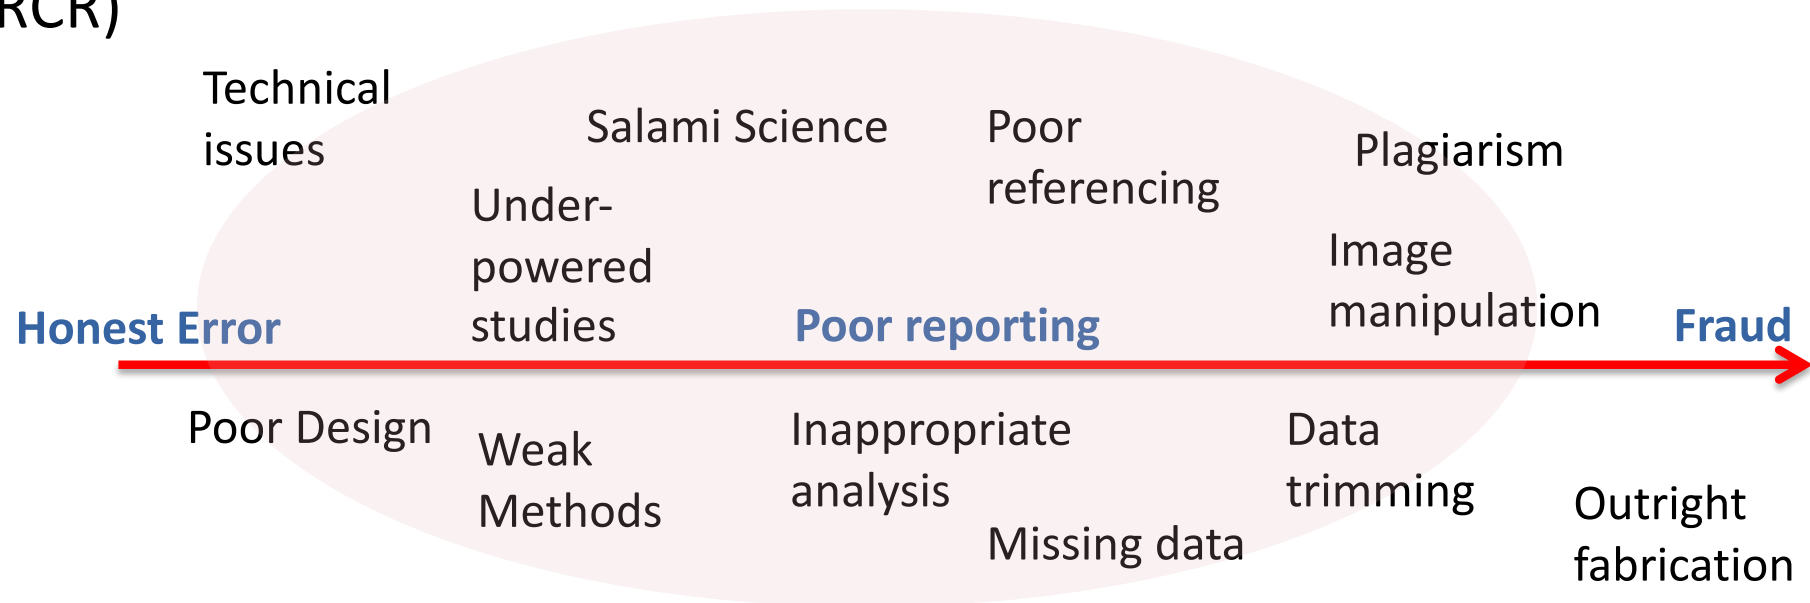 RCR)
Technical
issues
Salami Science
Poor
referencing
Plagiarism
Under-
powered
studies
Image
manipulation
Honest Error
Poor reporting
Fraud
Poor Design
Weak
Methods
Inappropriate
analysis
Missing data
Data
trimming
Outright
fabrication